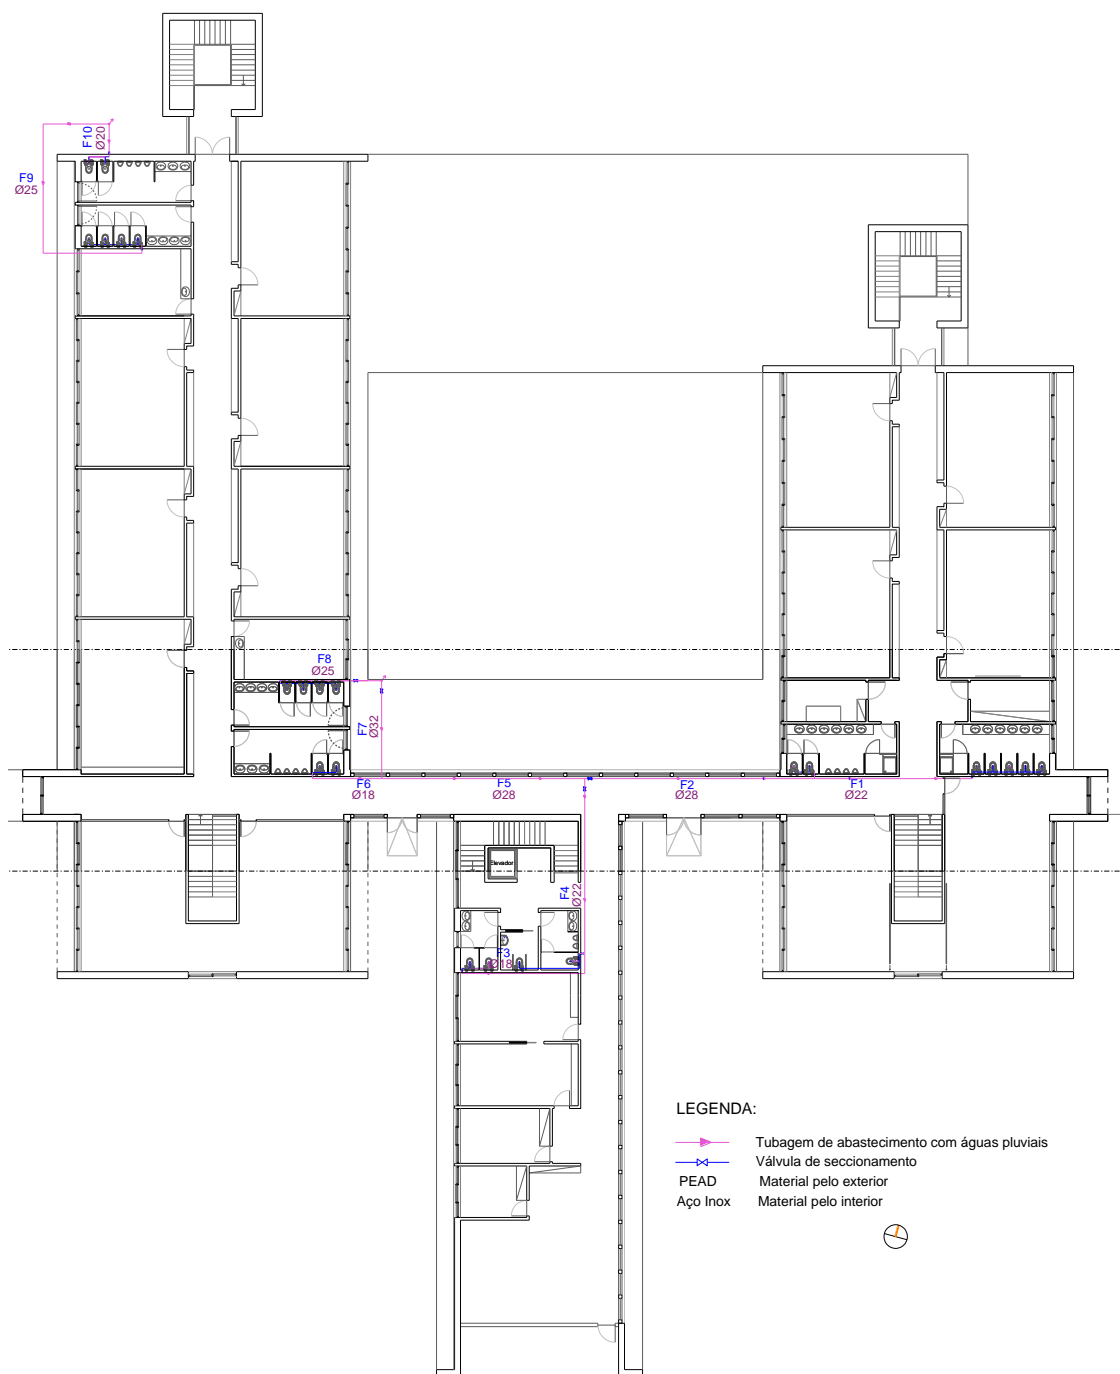 F10
Ø20
F9
Ø25
F8
Ø25
F7
Ø32
F6
Ø18
F5
Ø28
F2
Ø28
F1
Ø22
Elevador
F4
Ø22
F3
Ø18
LEGENDA:
Tubagem de abastecimento com águas pluviais
Válvula de seccionamento
PEAD Material pelo exterior
Aço Inox Material pelo interior